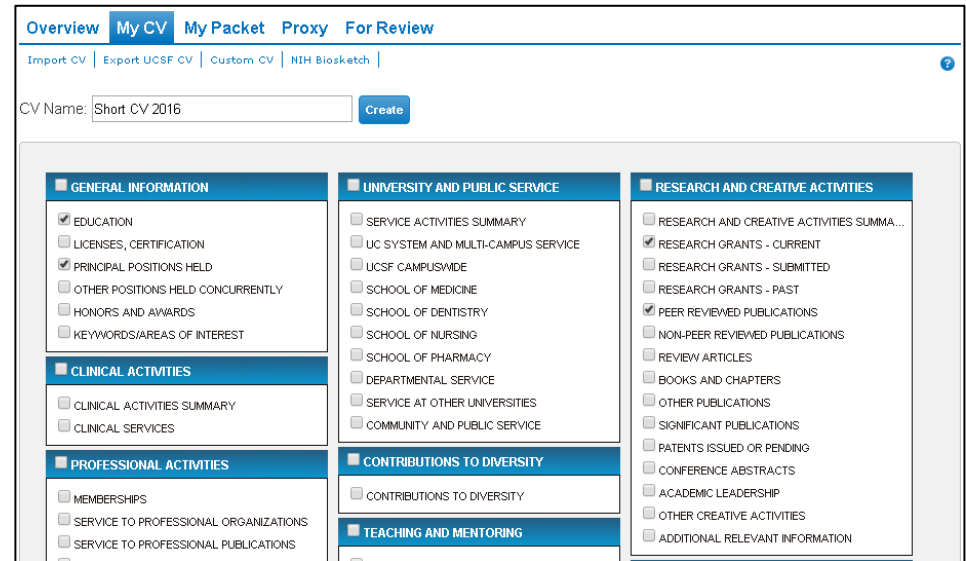 Overview My CV My Packet Proxy For Review
Import CV | Export UCSF CV | Custom CV | NIH Biosketch |
?
CV Name: Short CV 2016 Create
GENERAL INFORMATION
EDUCATION
LICENSES, CERTIFICATION
PRINCIPAL POSITIONS HELD
OTHER POSITIONS HELD CONCURRENTLY
HONORS AND AWARDS
KEYWORDS/AREAS OF INTEREST
CLINICAL ACTIVITIES
CLINICAL ACTIVITIES SUMMARY
CLINICAL SERVICES
PROFESSIONAL ACTIVITIES
MEMBERSHIPS
SERVICE TO PROFESSIONAL ORGANIZATIONS
SERVICE TO PROFESSIONAL PUBLICATIONS
UNIVERSITY AND PUBLIC SERVICE
SERVICE ACTIVITIES SUMMARY
UC SYSTEM AND MULTI-CAMPUS SERVICE
UCSF CAMPUSWIDE
SCHOOL OF MEDICINE
SCHOOL OF DENTISTRY
SCHOOL OF NURSING
SCHOOL OF PHARMACY
DEPARTMENTAL SERVICE
SERVICE AT OTHER UNIVERSITIES
COMMUNITY AND PUBLIC SERVICE
CONTRIBUTIONS TO DIVERSITY
CONTRIBUTIONS TO DIVERSITY
TEACHING AND MENTORING
RESEARCH AND CREATIVE ACTIVITIES
RESEARCH AND CREATIVE ACTIVITIES SUMMA...
RESEARCH GRANTS - CURRENT
RESEARCH GRANTS - SUBMITTED
RESEARCH GRANTS - PAST
PEER REVIEWED PUBLICATIONS
NON-PEER REVIEWED PUBLICATIONS
REVIEW ARTICLES
BOOKS AND CHAPTERS
OTHER PUBLICATIONS
SIGNIFICANT PUBLICATIONS
PATENTS ISSUED OR PENDING
CONFERENCE ABSTRACTS
ACADEMIC LEADERSHIP
OTHER CREATIVE ACTIVITIES
ADDITIONAL RELEVANT INFORMATION